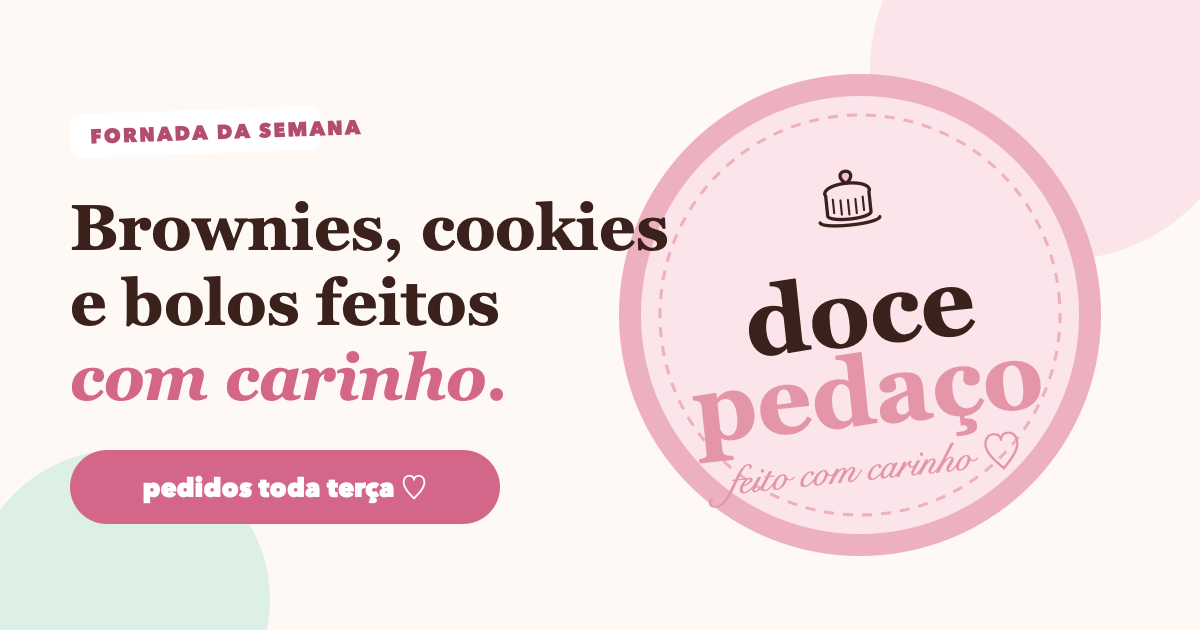 FORNADA DA SEMANA
Brownies, cookies
e bolos feitos
com carinho.
pedidos toda terça ♡
doce
pedaço
feito com carinho ♡